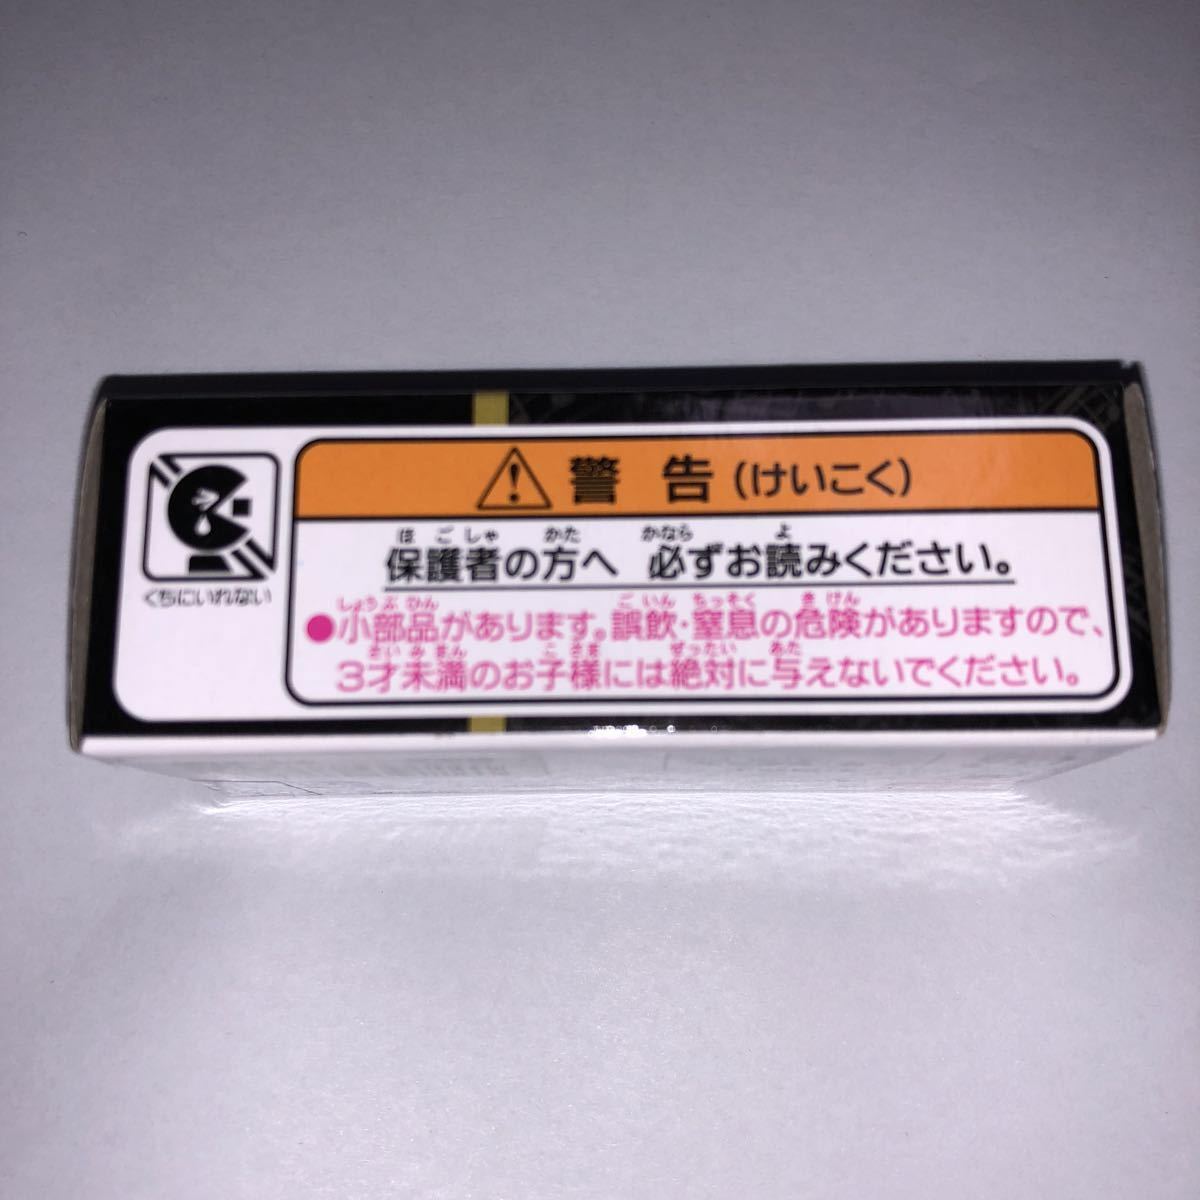 くちにいれない
警告(けいこく)
ほごしゃ かた かなら よ
保護者の方へ 必ずお読みください。
しょうぶひん ごいん ちっそく きけん
●小部品があります。誤飲・窒息の危険がありますので、
さいみまん こさま ぜったい あた
3才未満のお子様には絶対に与えないでください。